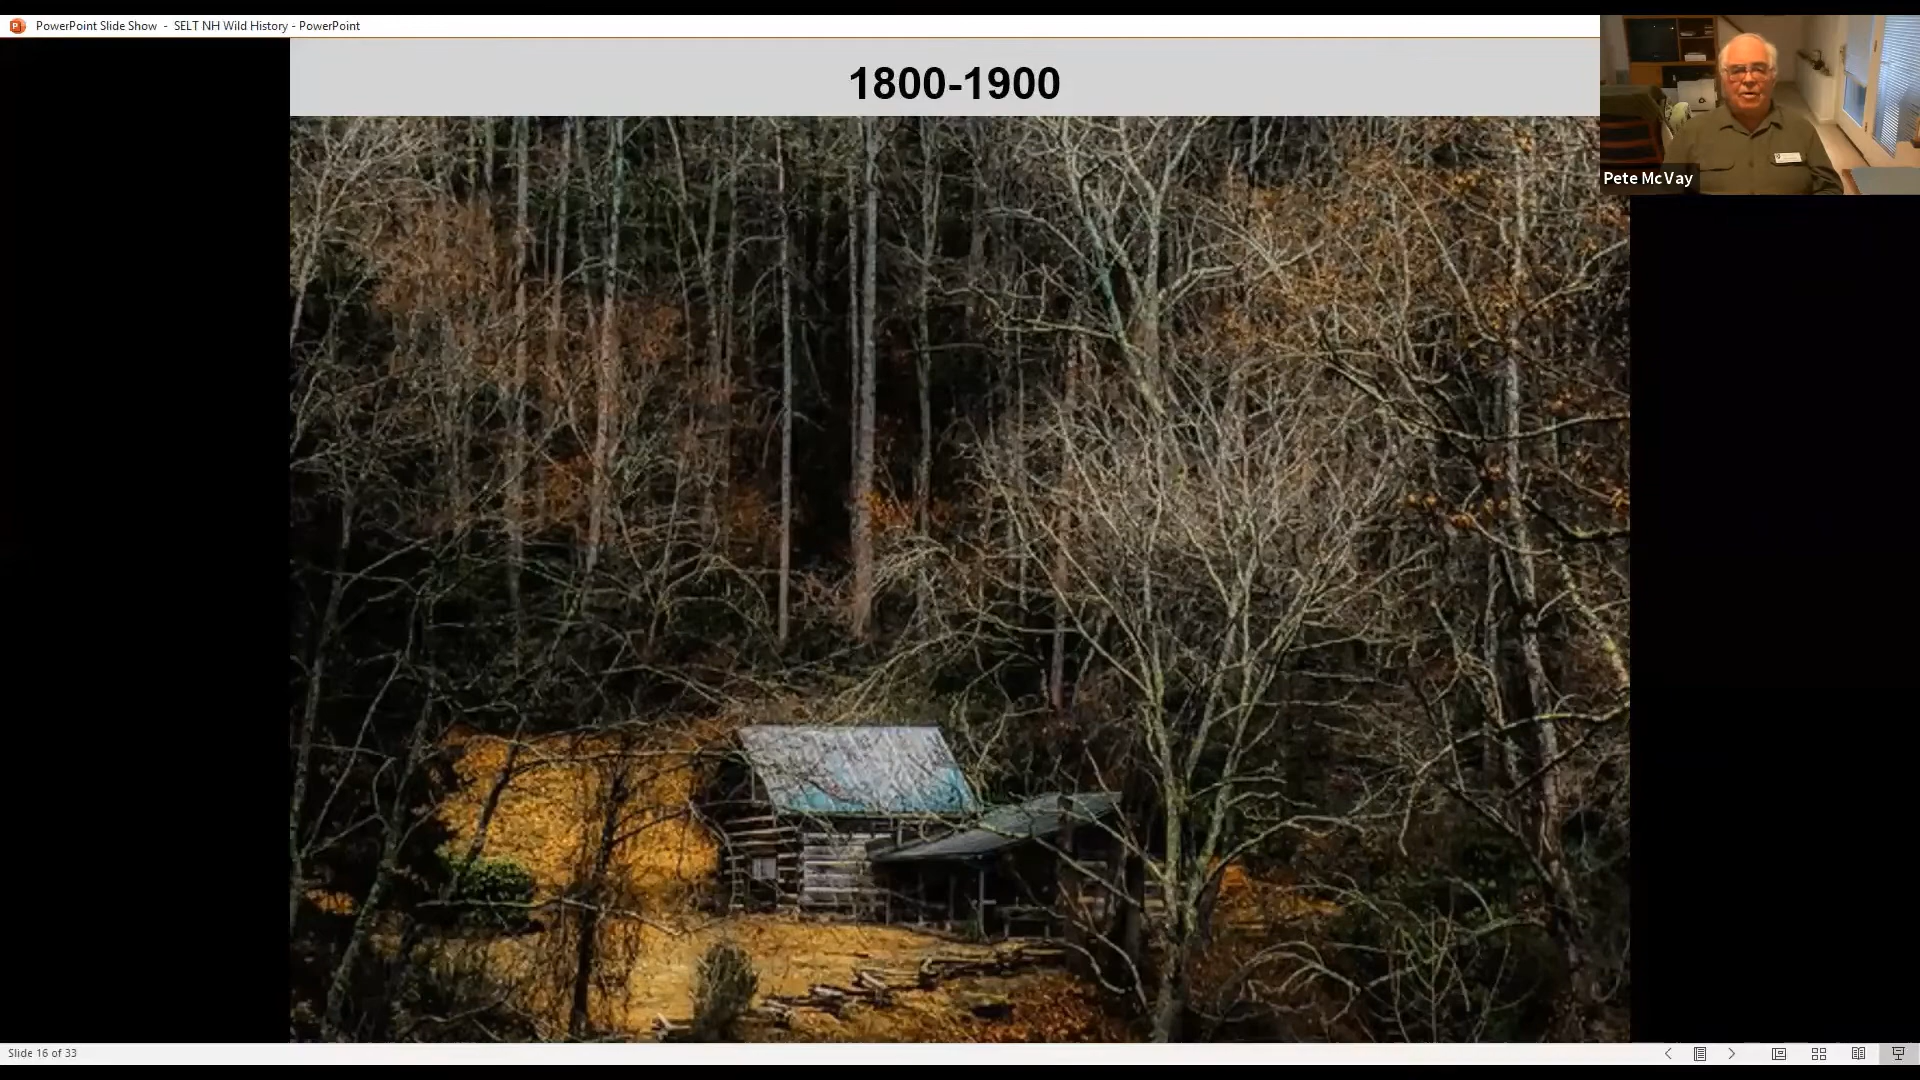 PowerPoint Slide Show - SELT NH Wild History - PowerPoint
1800-1900
Pete McVay
Slide 16 of 33